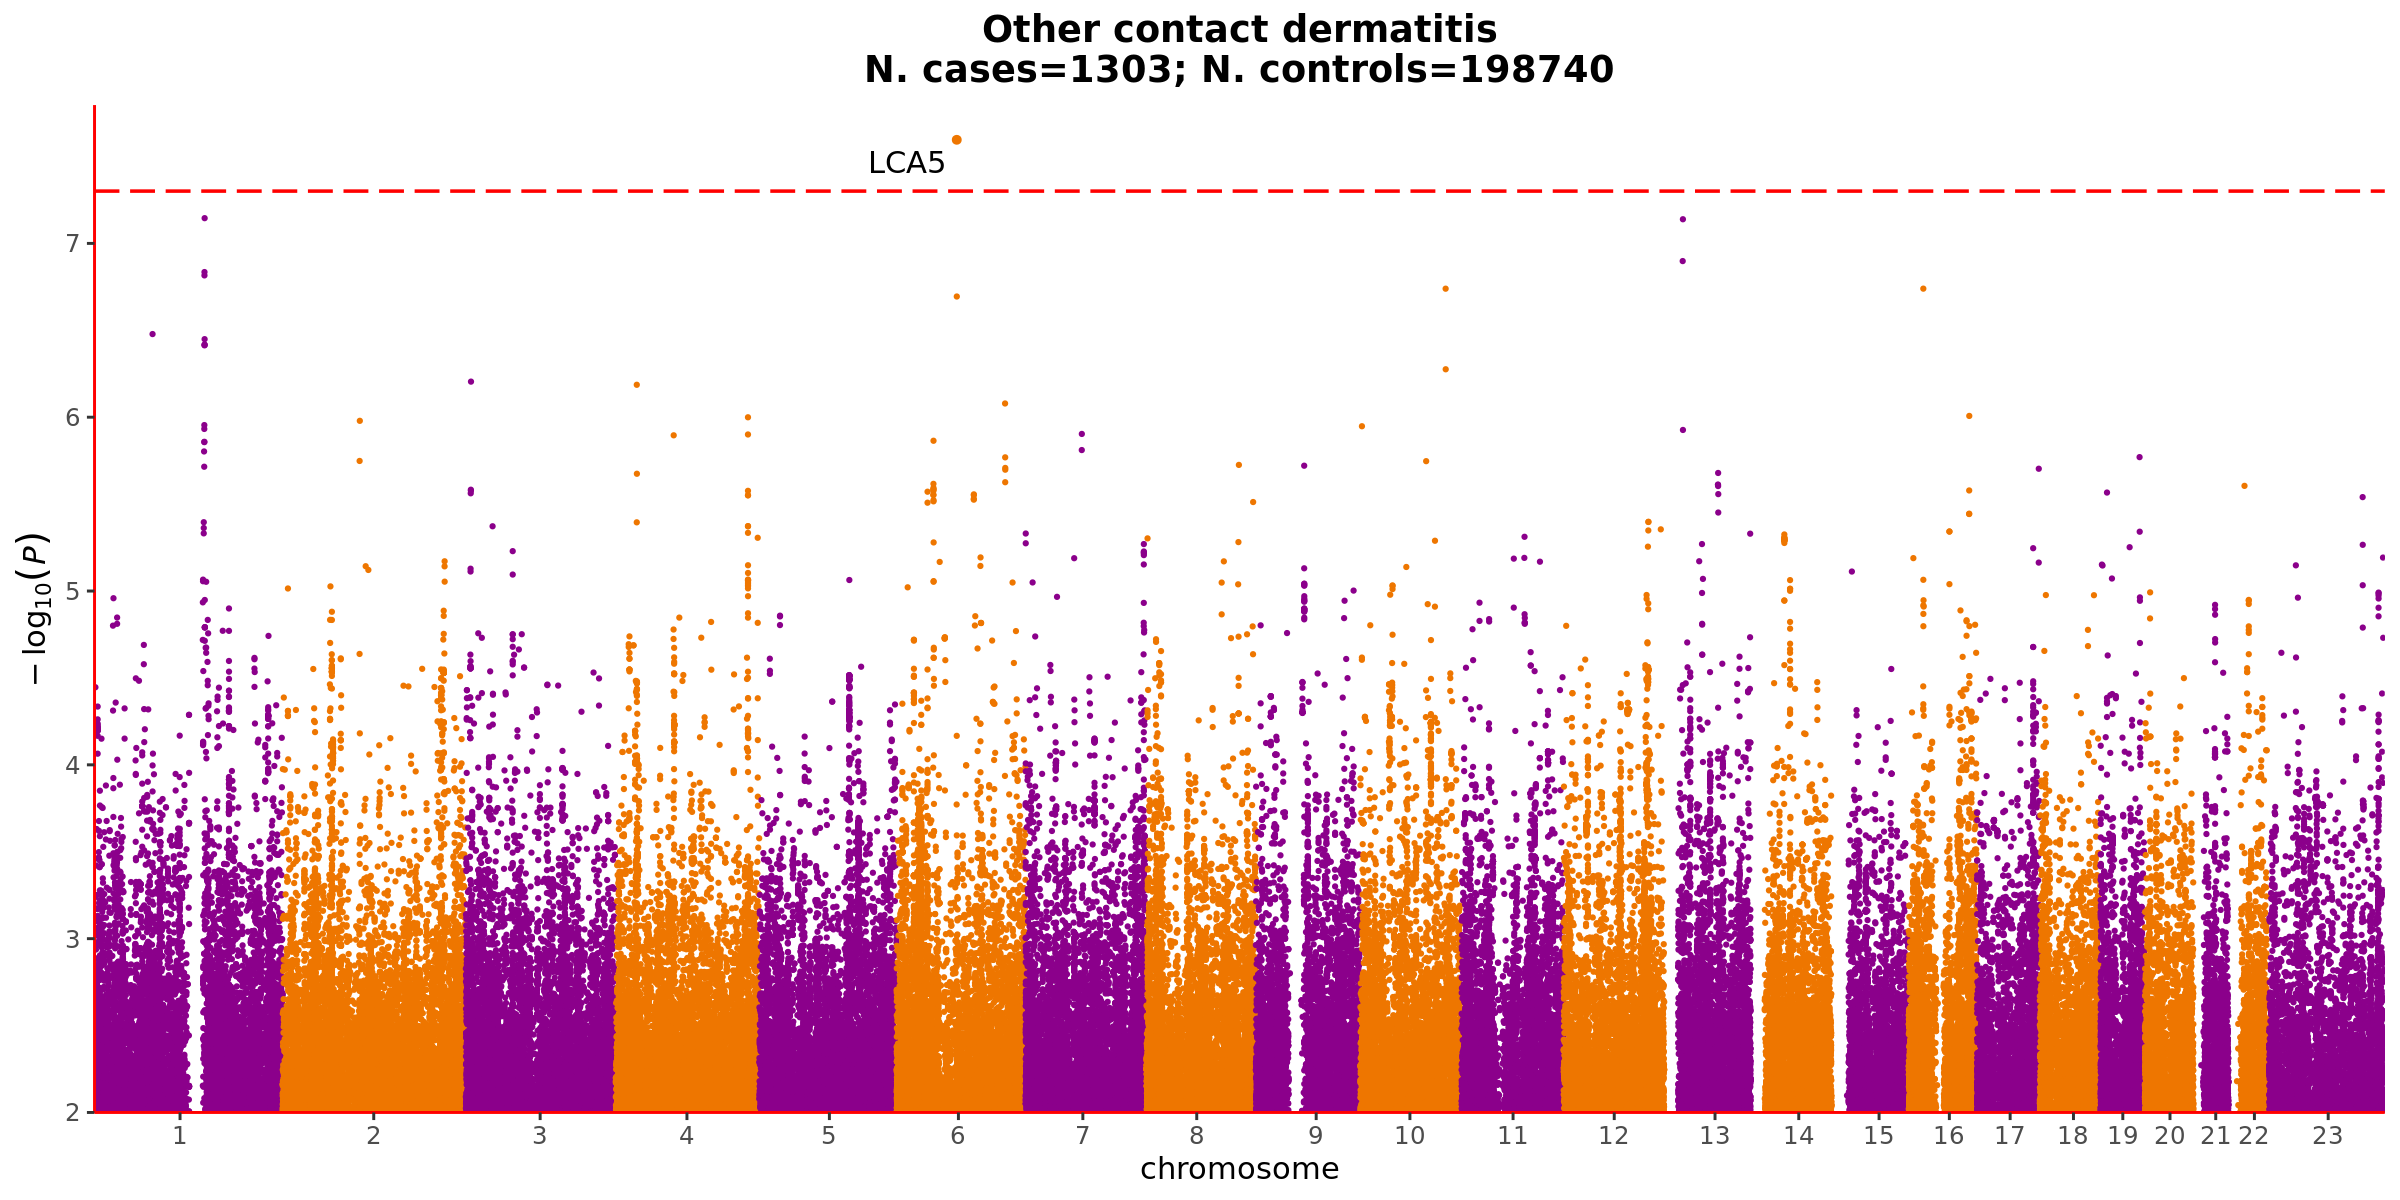 Other contact dermatitis
N. cases=1303; N. controls=198740
LCA5
7
6
5
4
3
2
− log10(P)
1 2 3 4 5 6 7 8 9 10 11 12 13 14 15 16 17 18 19 20 21 22 23
chromosome